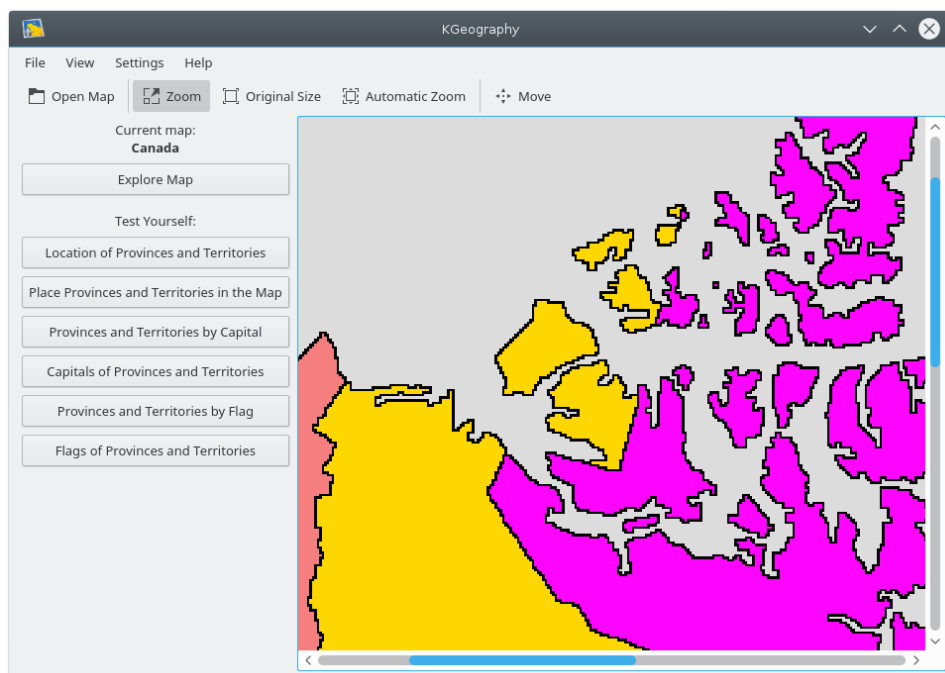 KGeography
File View Settings Help
Open Map Zoom Original Size Automatic Zoom Move
Current map:
Canada
Explore Map
Test Yourself:
Location of Provinces and Territories
Place Provinces and Territories in the Map
Provinces and Territories by Capital
Capitals of Provinces and Territories
Provinces and Territories by Flag
Flags of Provinces and Territories